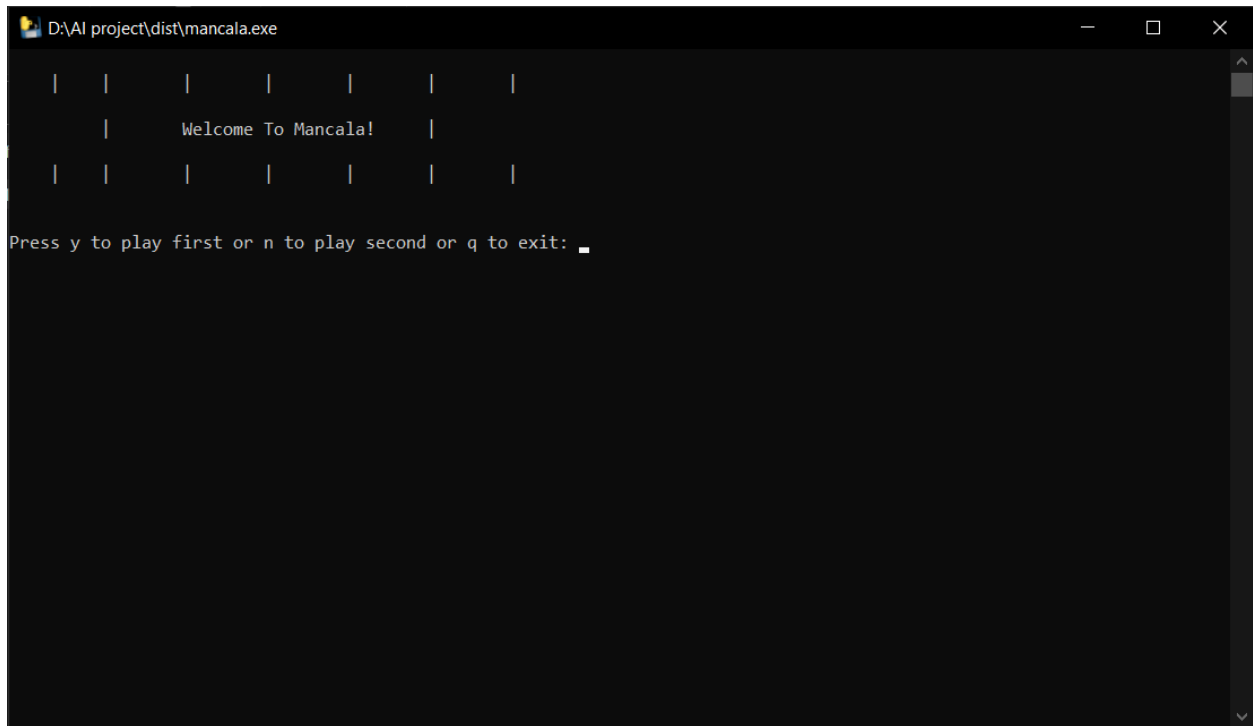 D:\AI project\dist\mancala.exe
|    |       |       |       |       |       |
|       Welcome To Mancala!     |
|    |       |       |       |       |       |
Press y to play first or n to play second or q to exit: